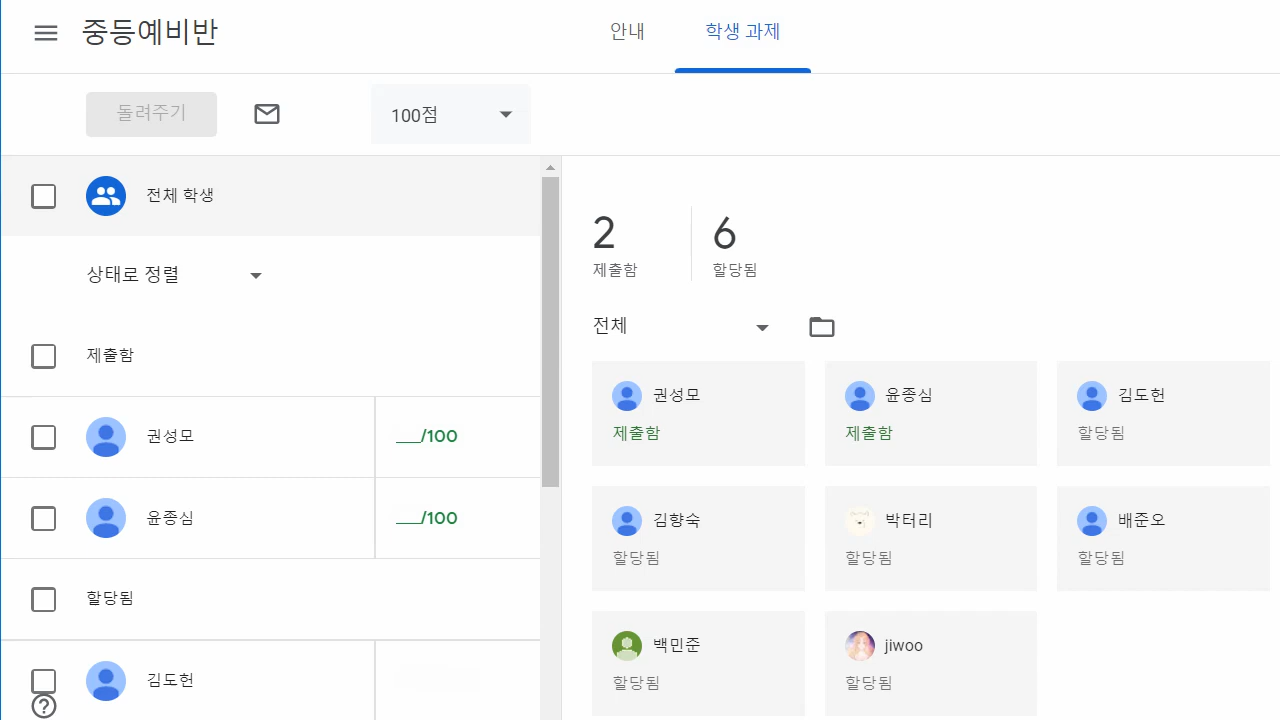 중등예비반
안내
학생 과제
돌려주기
100점
전체 학생
상태로 정렬
제출함
권성모
__/100
윤종심
__/100
할당됨
김도헌
2
제출함
6
할당됨
전체
권성모
제출함
윤종심
제출함
김도헌
할당됨
김향숙
할당됨
박터리
할당됨
배준오
할당됨
백민준
할당됨
jiwoo
할당됨